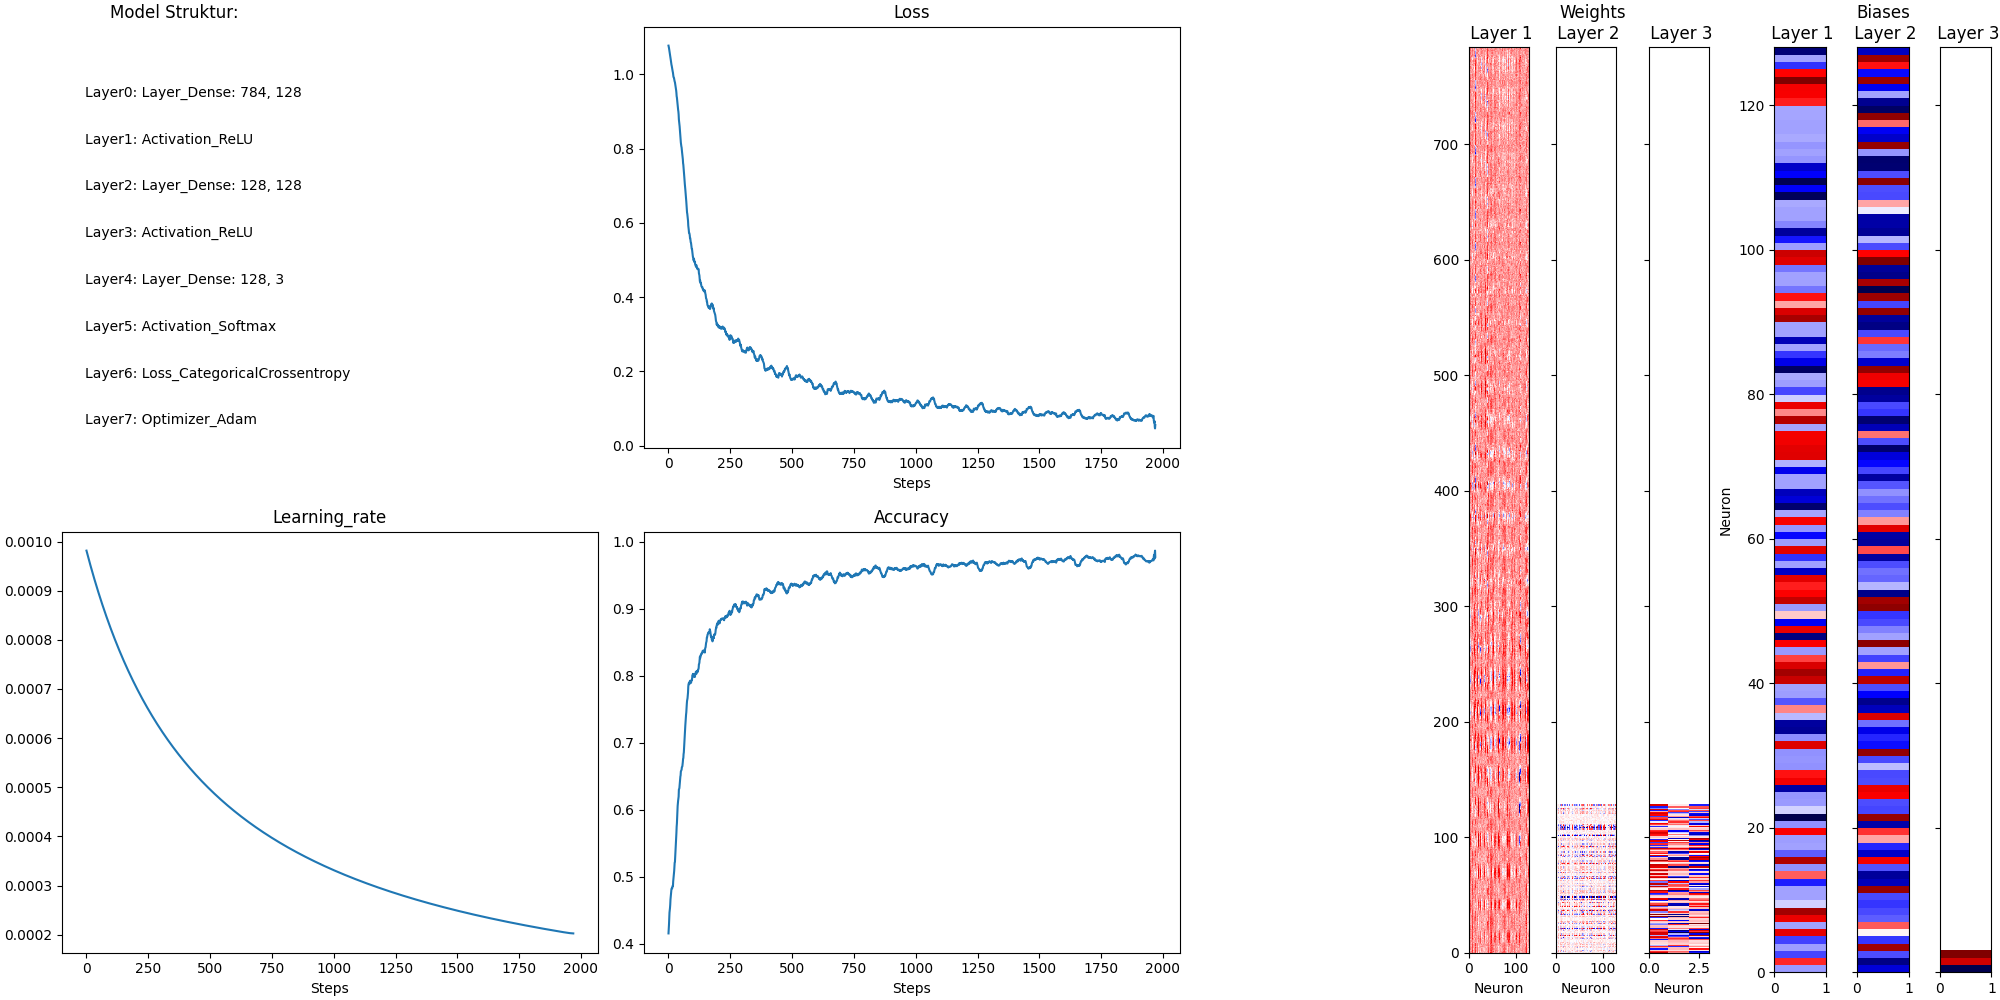 Model Struktur:
Layer0: Layer_Dense: 784, 128
Layer1: Activation_ReLU
Layer2: Layer_Dense: 128, 128
Layer3: Activation_ReLU
Layer4: Layer_Dense: 128, 3
Layer5: Activation_Softmax
Layer6: Loss_CategoricalCrossentropy
Layer7: Optimizer_Adam
Loss
1.0
0.8
0.6
0.4
0.2
0.0
0 250 500 750 1000 1250 1500 1750 2000
Steps
Learning_rate
0.0010
0.0009
0.0008
0.0007
0.0006
0.0005
0.0004
0.0003
0.0002
0 250 500 750 1000 1250 1500 1750 2000
Steps
Accuracy
1.0
0.9
0.8
0.7
0.6
0.5
0.4
0 250 500 750 1000 1250 1500 1750 2000
Steps
Weights
Layer 1 Layer 2 Layer 3
700
600
500
400
300
200
100
0
0 100 0 100 0.0 2.5
Neuron Neuron Neuron
Biases
Layer 1 Layer 2 Layer 3
Neuron
120
100
80
60
40
20
0
0 1 0 1 0 1